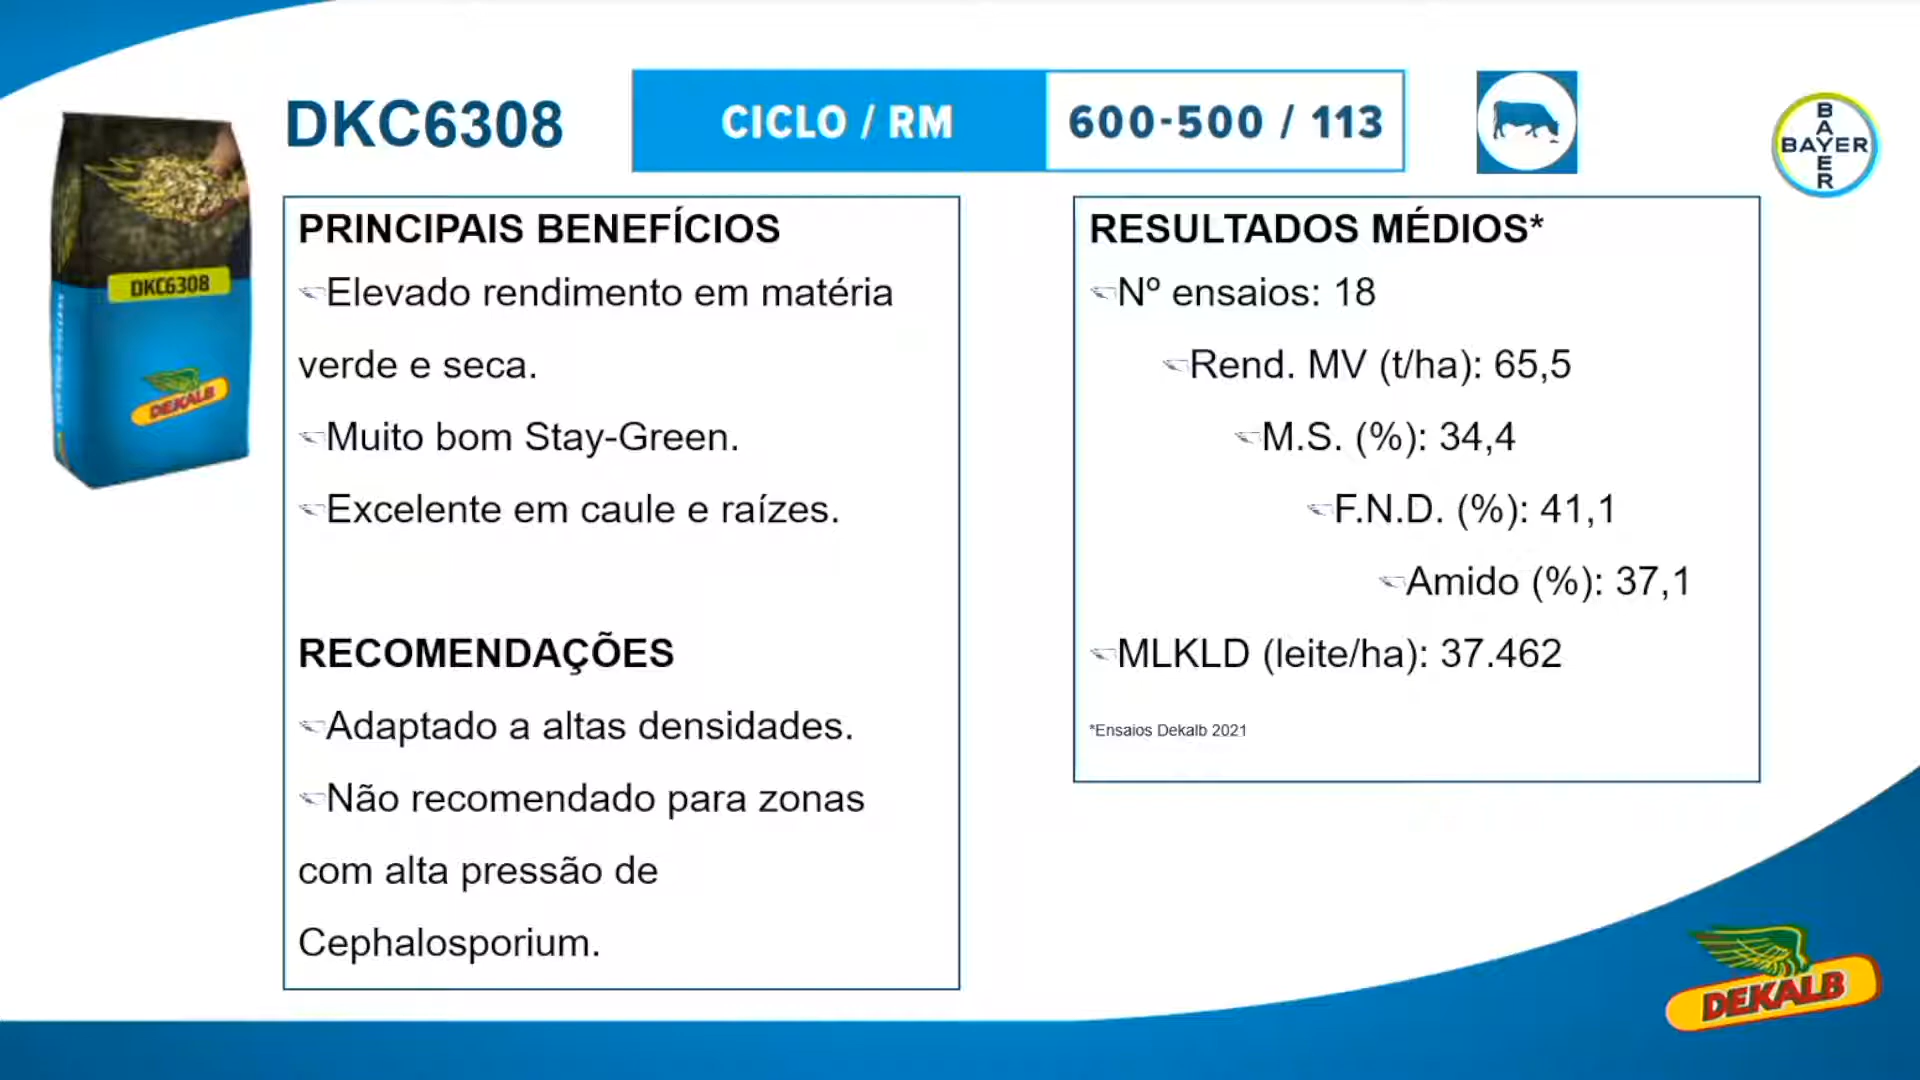 DKC6308
CICLO / RM
600-500 / 113
BAYER
BAYER
DKC6308
DEKALB
PRINCIPAIS BENEFÍCIOS
Elevado rendimento em matéria
verde e seca.
Muito bom Stay-Green.
Excelente em caule e raízes.
RECOMENDAÇÕES
Adaptado a altas densidades.
Não recomendado para zonas
com alta pressão de
Cephalosporium.
RESULTADOS MÉDIOS*
Nº ensaios: 18
Rend. MV (t/ha): 65,5
M.S. (%): 34,4
F.N.D. (%): 41,1
Amido (%): 37,1
MLKLD (leite/ha): 37.462
*Ensaios Dekalb 2021
DEKALB